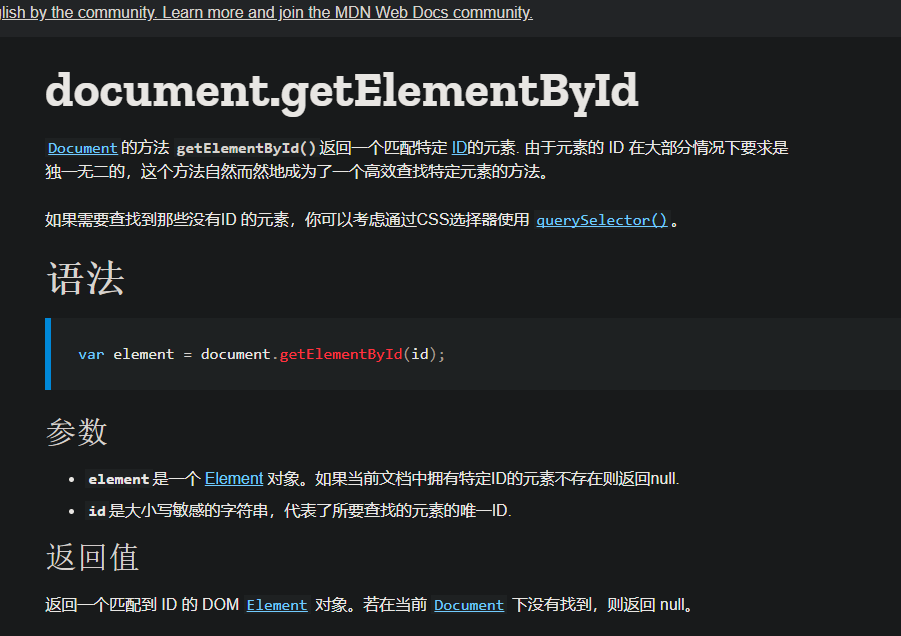 lish by the community. Learn more and join the MDN Web Docs community.
document.getElementById
Document 的方法 getElementById()返回一个匹配特定 ID的元素. 由于元素的 ID 在大部分情况下要求是
独一无二的，这个方法自然而然地成为了一个高效查找特定元素的方法。
如果需要查找到那些没有ID 的元素，你可以考虑通过CSS选择器使用 querySelector()。
语法
var element = document.getElementById(id);
参数
• element是一个 Element 对象。如果当前文档中拥有特定ID的元素不存在则返回null.
• id是大小写敏感的字符串，代表了所要查找的元素的唯一ID.
返回值
返回一个匹配到 ID 的 DOM Element 对象。若在当前 Document 下没有找到，则返回 null。